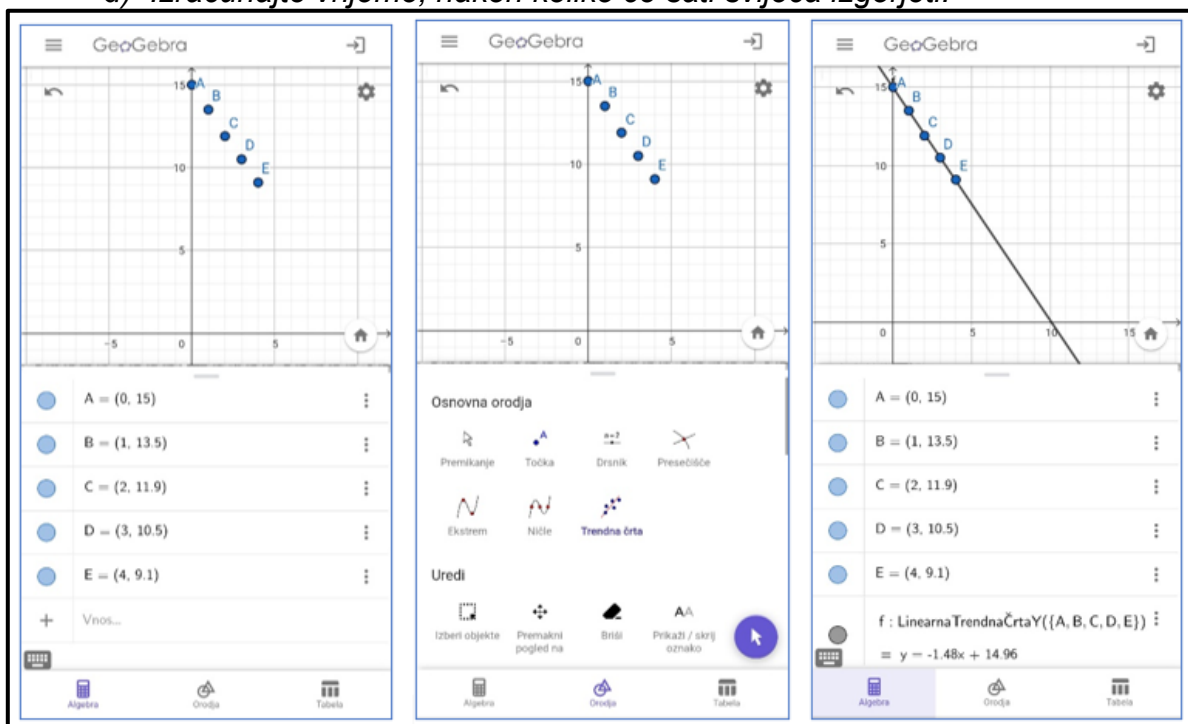 GeoGebra
15 A
B
C
D
10 E
5
-5 0 5
A = (0, 15)
B = (1, 13.5)
C = (2, 11.9)
D = (3, 10.5)
E = (4, 9.1)
+ Vnos...
Algebra Orodja Tabela
GeoGebra
15 A
B
C
D
10 E
5
-5 0 5
Osnovna orodja
A a=2
Premikanje Točka Drsnik Presečišče
Ekstrem Ničle Trendna črta
Uredi
AA
Izberi objekte Premakni pogled na Briši Prikaži / skrij oznako
Algebra Orodja Tabela
GeoGebra
15 A
B
C
D
10 E
5
0 5 10 15
A = (0, 15)
B = (1, 13.5)
C = (2, 11.9)
D = (3, 10.5)
E = (4, 9.1)
f : LinearnaTrendnaČrtaY({A, B, C, D, E})
= y = -1.48x + 14.96
Algebra Orodja Tabela